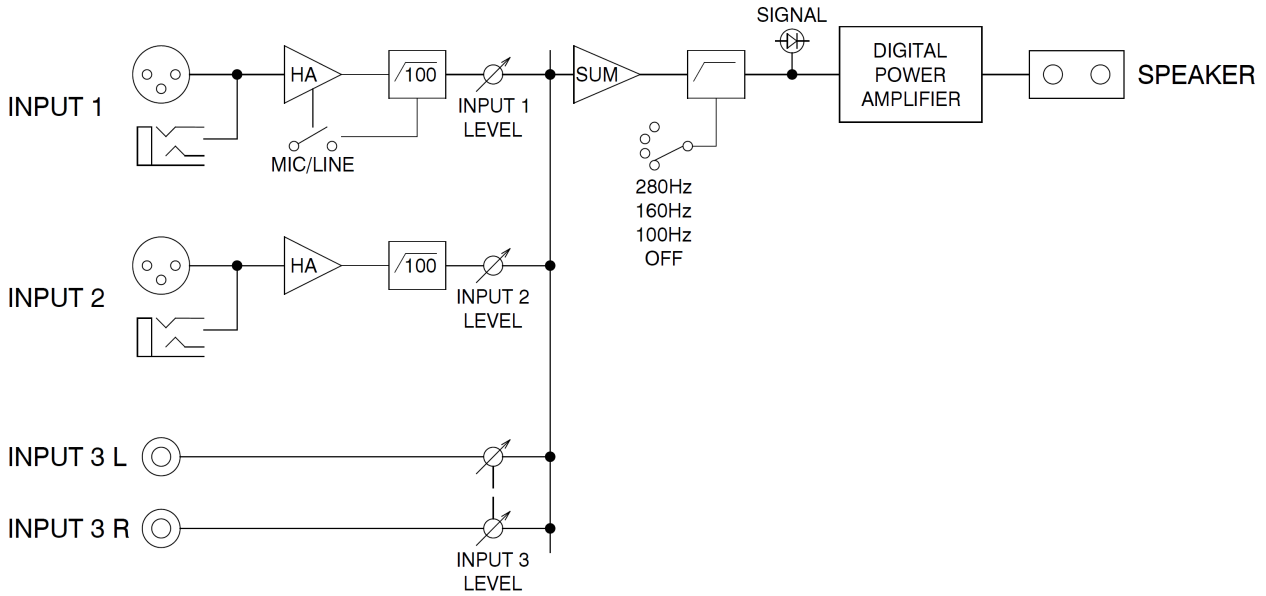 SIGNAL
INPUT 1
HA
100
INPUT 1
LEVEL
MIC/LINE
SUM
280Hz
160Hz
100Hz
OFF
DIGITAL
POWER
AMPLIFIER
SPEAKER
INPUT 2
HA
100
INPUT 2
LEVEL
INPUT 3 L
INPUT 3 R
INPUT 3
LEVEL